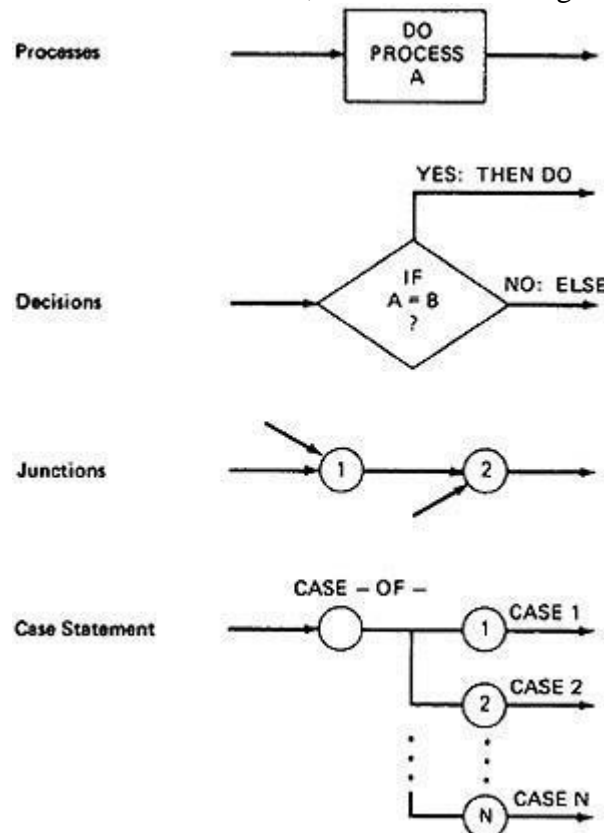 Processes
DO
PROCESS
A
YES: THEN DO
Decisions
IF
A = B
?
NO: ELSE
Junctions
1
2
CASE – OF –
Case Statement
1
CASE 1
2
CASE 2
N
CASE N